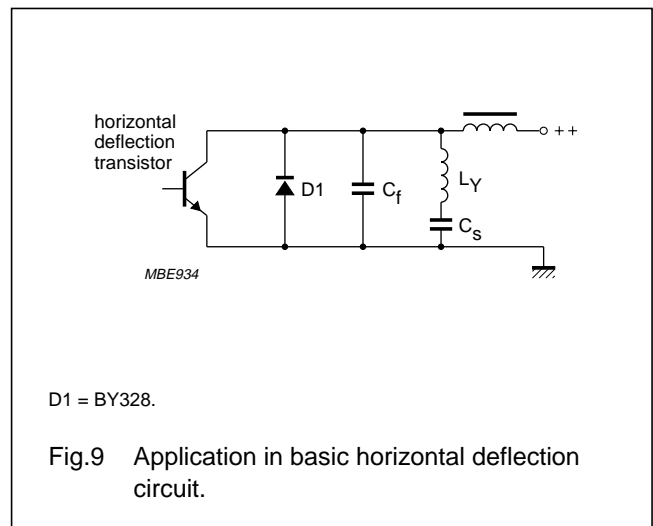 horizontal
deflection
transistor
D1
Cf
LY
Cs
++
MBE934
D1 = BY328.
Fig.9 Application in basic horizontal deflection
circuit.